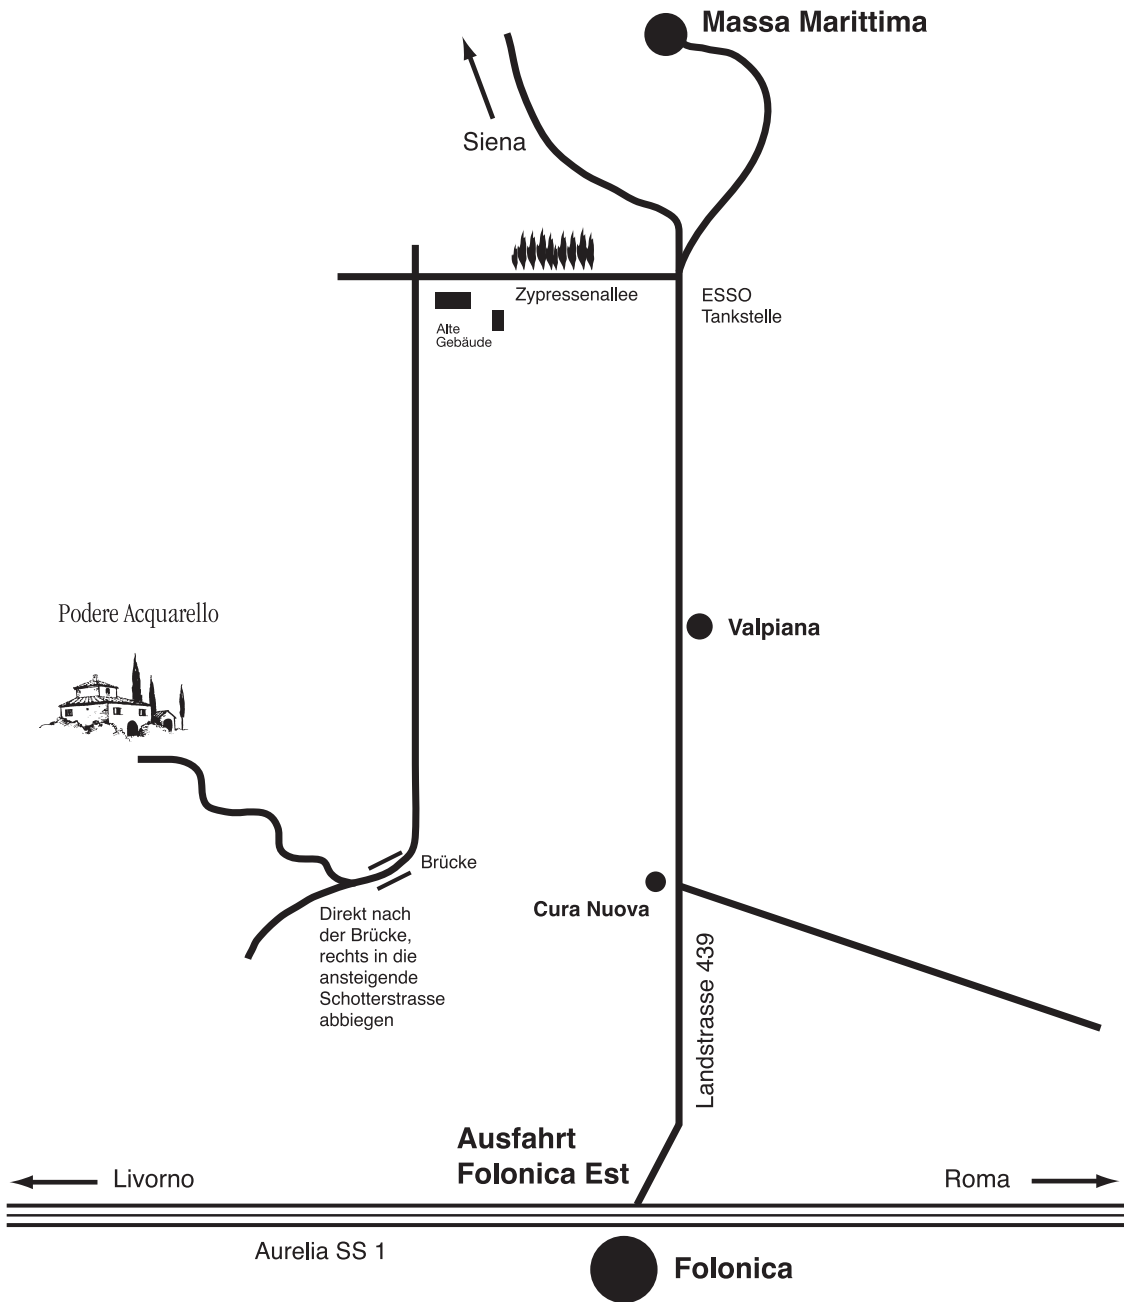 Massa Marittima
Siena
Zypressenallee
ESSO
Tankstelle
Alte
Gebäude
Podere Acquarello
Valpiana
Brücke
Cura Nuova
Direkt nach
der Brücke,
rechts in die
ansteigende
Schotterstrasse
abbiegen
Landstrasse 439
Ausfahrt
Folonica Est
Livorno
Roma
Aurelia SS 1
Folonica